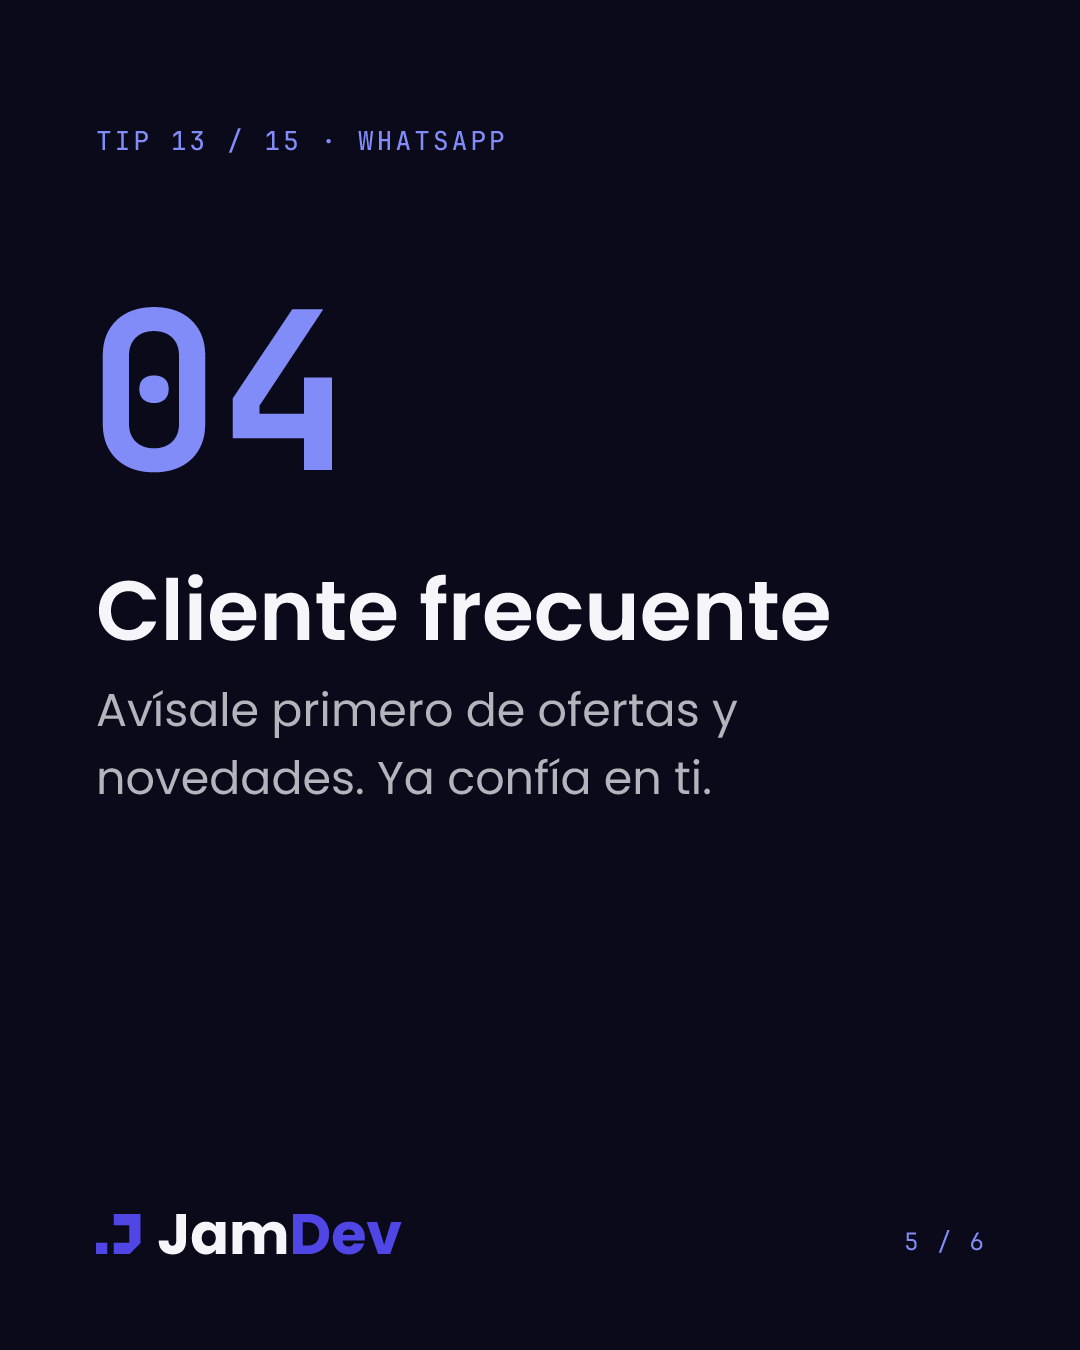 TIP 13 / 15 · WHATSAPP
04
Cliente frecuente
Avísale primero de ofertas y
novedades. Ya confía en ti.
JamDev
5 / 6